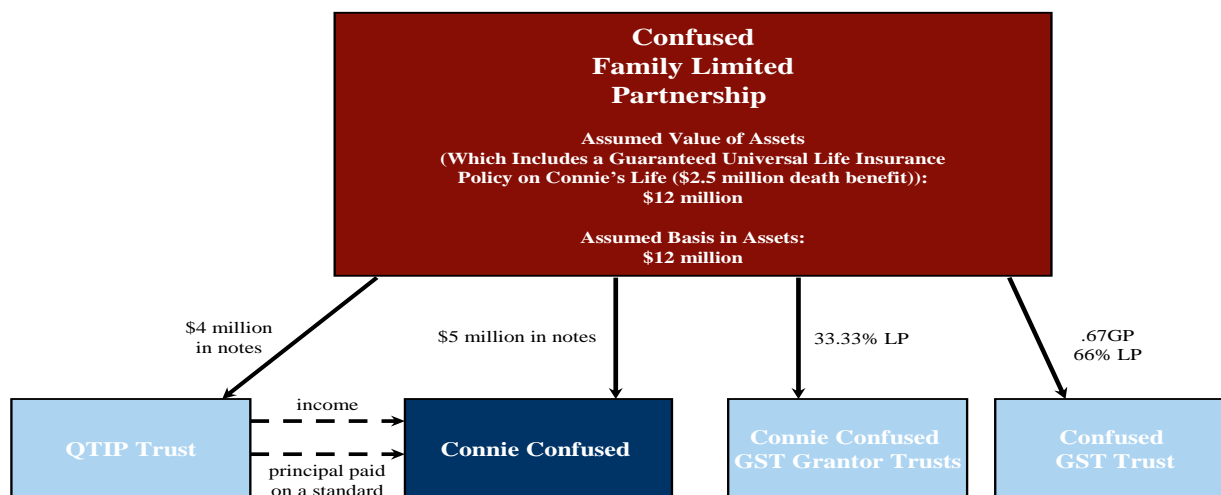 Confused
Family Limited
Partnership
Assumed Value of Assets
(Which Includes a Guaranteed Universal Life Insurance
Policy on Connie’s Life ($2.5 million death benefit)):
$12 million
Assumed Basis in Assets:
$12 million
$4 million
in notes
$5 million in notes
33.33% LP
.67GP
66% LP
QTIP Trust
income
principal paid
on a standard
Connie Confused
Connie Confused
GST Grantor Trusts
Confused
GST Trust